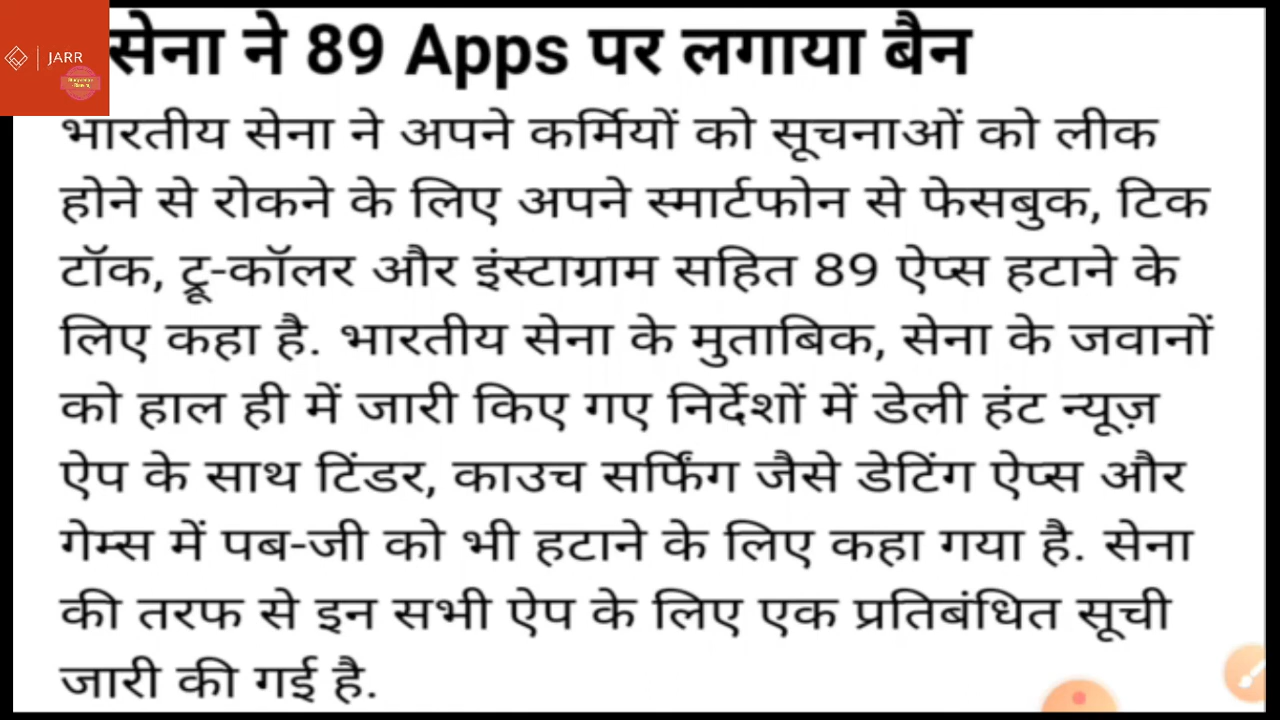 सेना ने 89 Apps पर लगाया बैन
JARR
भारतीय सेना ने अपने कर्मियों को सूचनाओं को लीक
होने से रोकने के लिए अपने स्मार्टफोन से फेसबुक, टिक
टॉक, ट्रू-कॉलर और इंस्टाग्राम सहित 89 ऐप्स हटाने के
लिए कहा है. भारतीय सेना के मुताबिक, सेना के जवानों
को हाल ही में जारी किए गए निर्देशों में डेली हंट न्यूज़
ऐप के साथ टिंडर, काउच सर्फिंग जैसे डेटिंग ऐप्स और
गेम्स में पब-जी को भी हटाने के लिए कहा गया है. सेना
की तरफ से इन सभी ऐप के लिए एक प्रतिबंधित सूची
जारी की गई है.